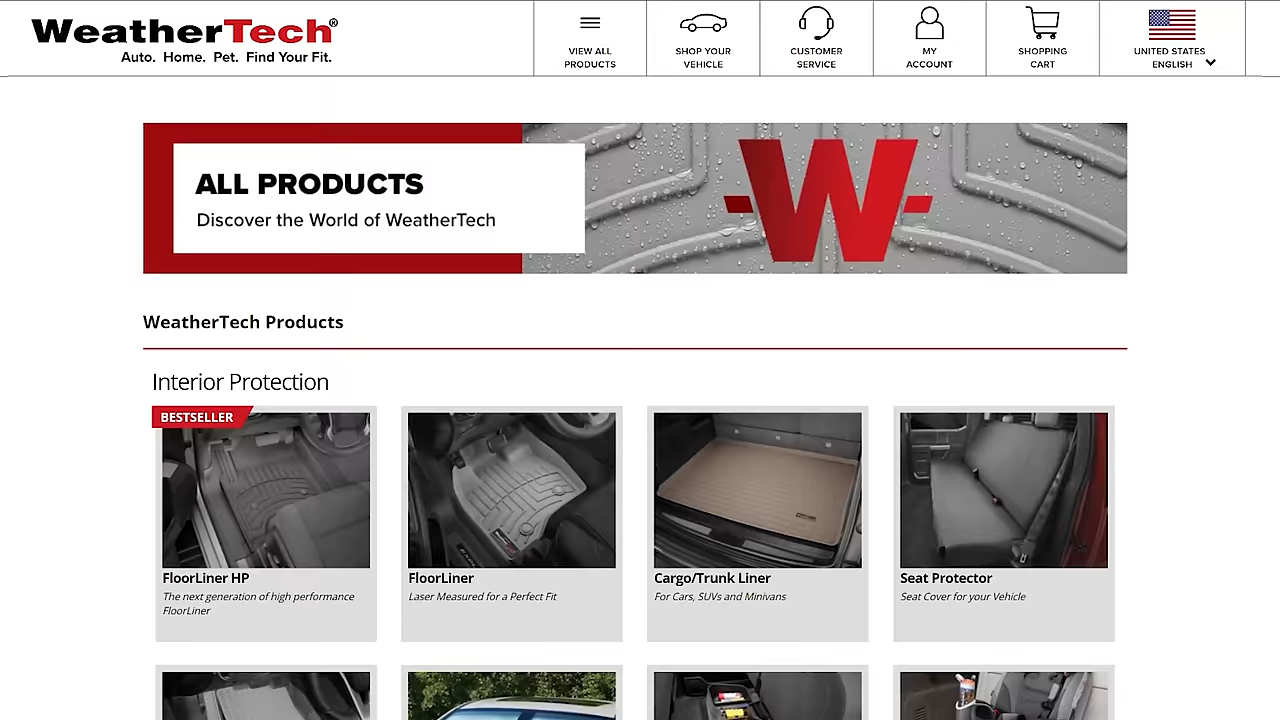 WeatherTech®
Auto. Home. Pet. Find Your Fit.
VIEW ALL
PRODUCTS
SHOP YOUR
VEHICLE
CUSTOMER
SERVICE
MY
ACCOUNT
SHOPPING
CART
UNITED STATES
ENGLISH
ALL PRODUCTS
Discover the World of WeatherTech
W
WeatherTech Products
Interior Protection
BESTSELLER
FloorLiner HP
The next generation of high performance
FloorLiner
FloorLiner
Laser Measured for a Perfect Fit
Cargo/Trunk Liner
For Cars, SUVs and Minivans
Seat Protector
Seat Cover for your Vehicle